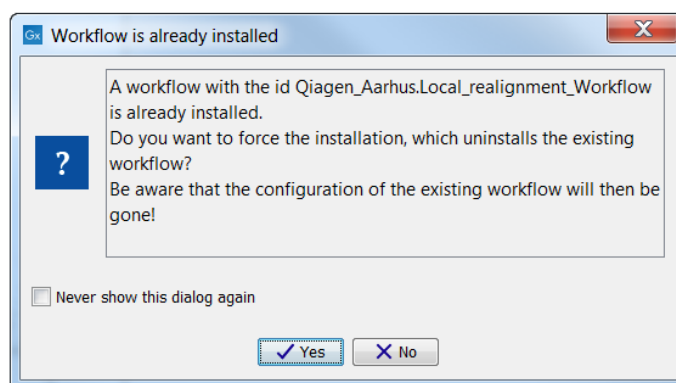 Gx Workflow is already installed
A workflow with the id Qiagen_Aarhus.Local_realignment_Workflow
is already installed.
Do you want to force the installation, which uninstalls the existing
workflow?
Be aware that the configuration of the existing workflow will then be
gone!
?
Never show this dialog again
Yes No